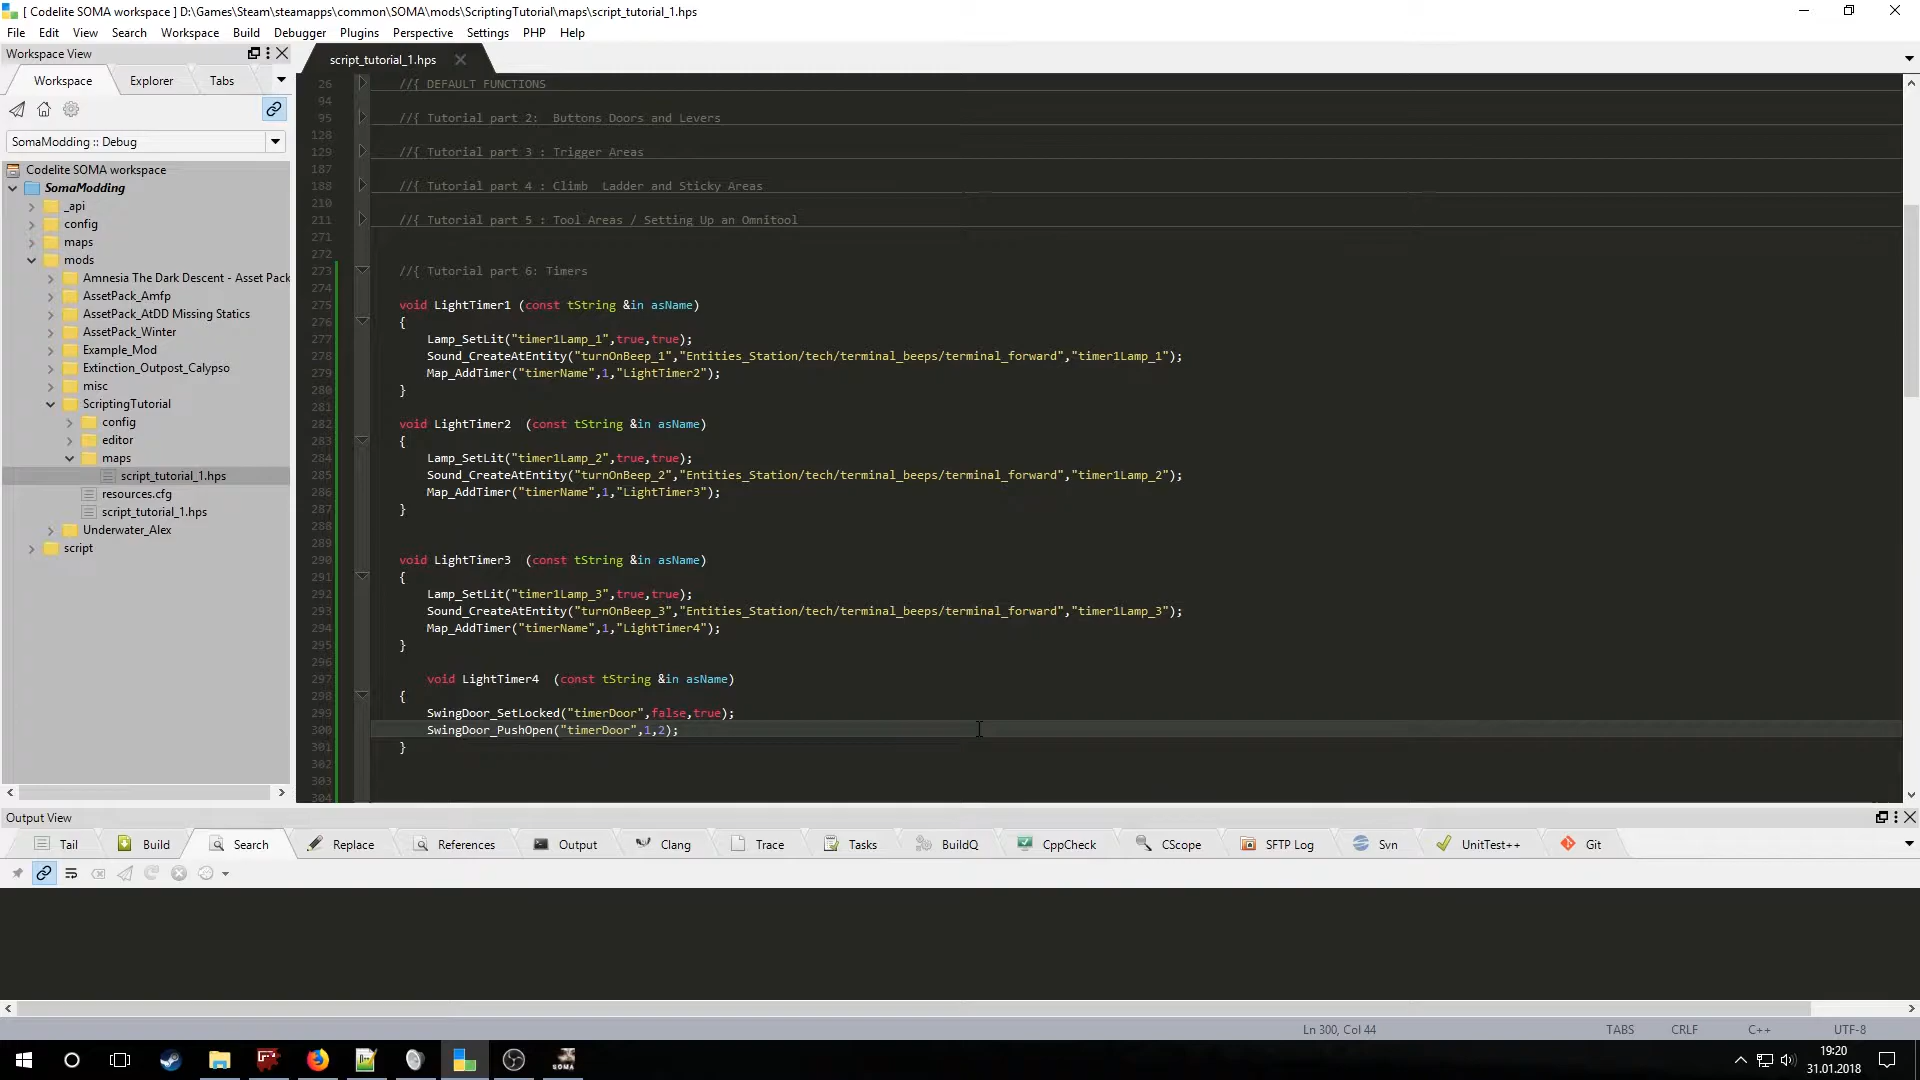 [ Codelite SOMA workspace ] D:\Games\Steam\steamapps\common\SOMA\mods\ScriptingTutorial\maps\script_tutorial_1.hps
File Edit View Search Workspace Build Debugger Plugins Perspective Settings PHP Help
Workspace View
Workspace Explorer Tabs
SomaModding :: Debug
Codelite SOMA workspace
SomaModding
_api
config
maps
mods
Amnesia The Dark Descent - Asset Pack
AssetPack_Amfp
AssetPack_AtDD Missing Statics
AssetPack_Winter
Example_Mod
Extinction_Outpost_Calypso
misc
ScriptingTutorial
config
editor
maps
script_tutorial_1.hps
resources.cfg
script_tutorial_1.hps
Underwater_Alex
script
script_tutorial_1.hps
26 //{ DEFAULT FUNCTIONS
94
95 //{ Tutorial part 2:  Buttons Doors and Levers
128
129 //{ Tutorial part 3 : Trigger Areas
187
188 //{ Tutorial part 4 : Climb  Ladder and Sticky Areas
210
211 //{ Tutorial part 5 : Tool Areas / Setting Up an Omnitool
271
272
273 //{ Tutorial part 6: Timers
274
275 void LightTimer1 (const tString &in asName)
276 {
277 Lamp_SetLit("timer1Lamp_1",true,true);
278 Sound_CreateAtEntity("turnOnBeep_1","Entities_Station/tech/terminal_beeps/terminal_forward","timer1Lamp_1");
279 Map_AddTimer("timerName",1,"LightTimer2");
280 }
281
282 void LightTimer2  (const tString &in asName)
283 {
284 Lamp_SetLit("timer1Lamp_2",true,true);
285 Sound_CreateAtEntity("turnOnBeep_2","Entities_Station/tech/terminal_beeps/terminal_forward","timer1Lamp_2");
286 Map_AddTimer("timerName",1,"LightTimer3");
287 }
288
289
290 void LightTimer3  (const tString &in asName)
291 {
292 Lamp_SetLit("timer1Lamp_3",true,true);
293 Sound_CreateAtEntity("turnOnBeep_3","Entities_Station/tech/terminal_beeps/terminal_forward","timer1Lamp_3");
294 Map_AddTimer("timerName",1,"LightTimer4");
295 }
296
297 void LightTimer4  (const tString &in asName)
298 {
299 SwingDoor_SetLocked("timerDoor",false,true);
300 SwingDoor_PushOpen("timerDoor",1,2);
301 }
302
303
304
Output View
Tail Build Search Replace References Output Clang Trace Tasks BuildQ CppCheck CScope SFTP Log Svn UnitTest++ Git
Ln 300, Col 44 TABS CRLF C++ UTF-8
SOMA
19:20
31.01.2018